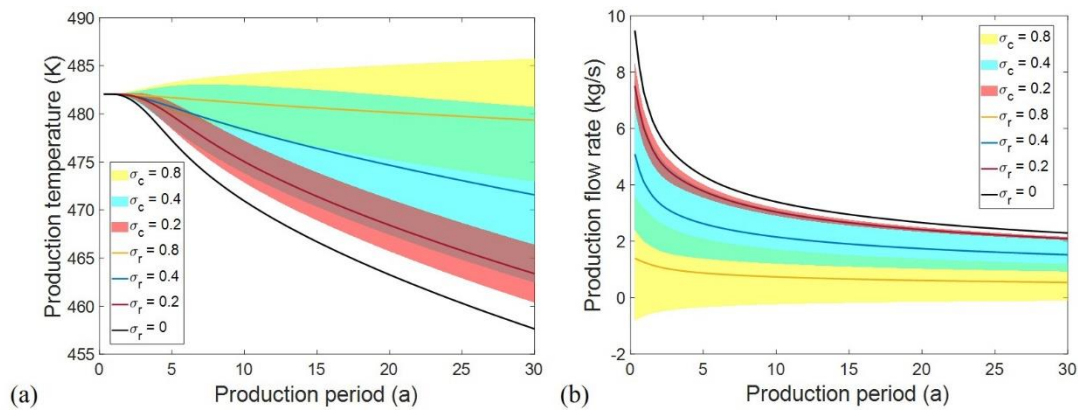 490
485
480
475
470
465
460
455
Production temperature (K)
σc = 0.8
σc = 0.4
σc = 0.2
σr = 0.8
σr = 0.4
σr = 0.2
σr = 0
0 5 10 15 20 25 30
Production period (a)
(a)
10
8
6
4
2
0
-2
Production flow rate (kg/s)
σc = 0.8
σc = 0.4
σc = 0.2
σr = 0.8
σr = 0.4
σr = 0.2
σr = 0
0 5 10 15 20 25 30
Production period (a)
(b)